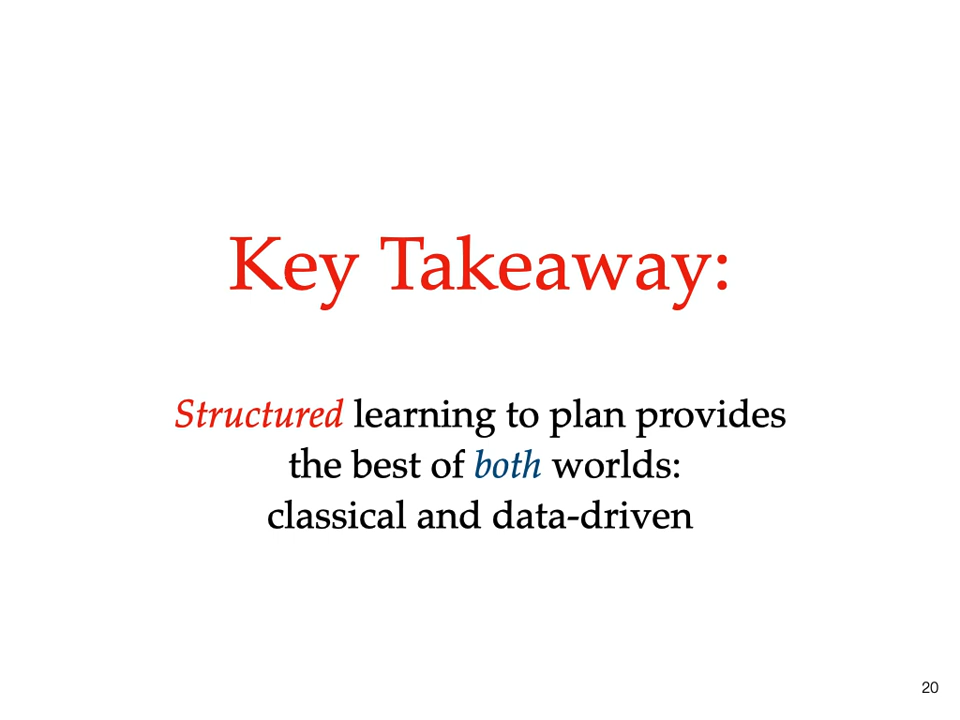 Key Takeaway:
Structured learning to plan provides
the best of both worlds:
classical and data-driven
20